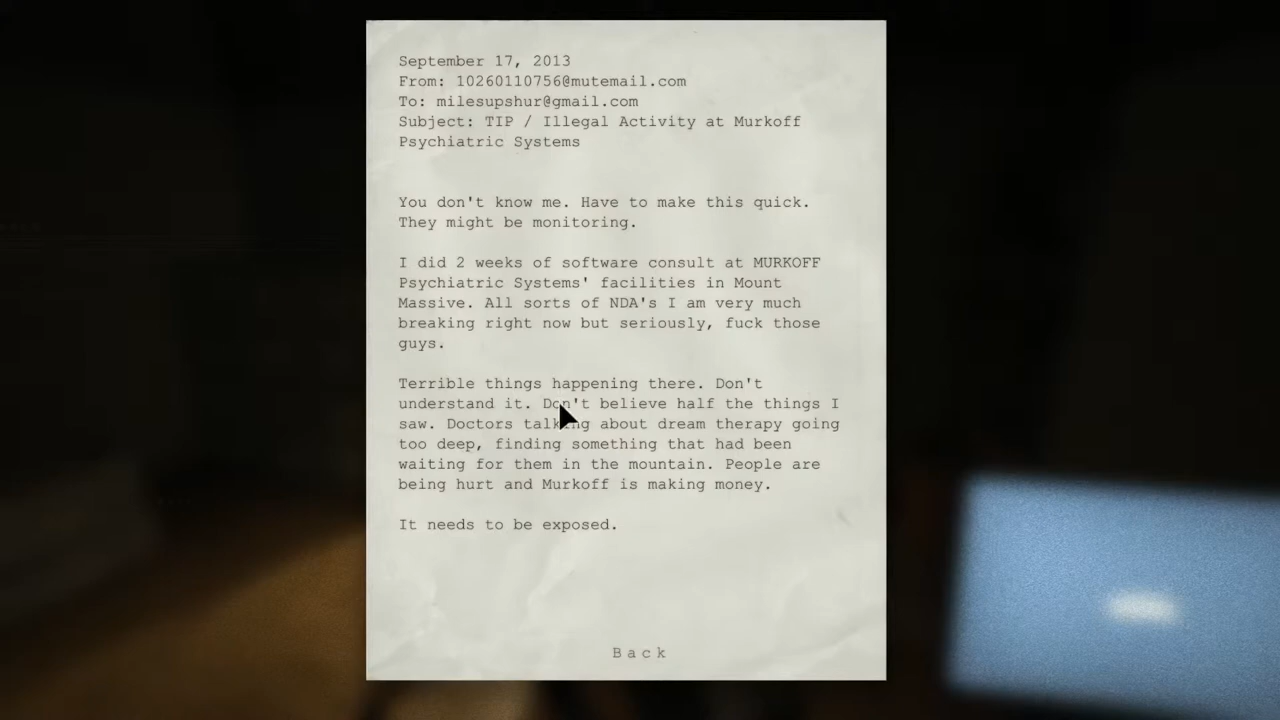 September 17, 2013
From: 10260110756@mutemail.com
To: milesupshur@gmail.com
Subject: TIP / Illegal Activity at Murkoff
Psychiatric Systems
You don't know me. Have to make this quick.
They might be monitoring.
I did 2 weeks of software consult at MURKOFF
Psychiatric Systems' facilities in Mount
Massive. All sorts of NDA's I am very much
breaking right now but seriously, fuck those
guys.
Terrible things happening there. Don't
understand it. Don't believe half the things I
saw. Doctors talking about dream therapy going
too deep, finding something that had been
waiting for them in the mountain. People are
being hurt and Murkoff is making money.
It needs to be exposed.
Back